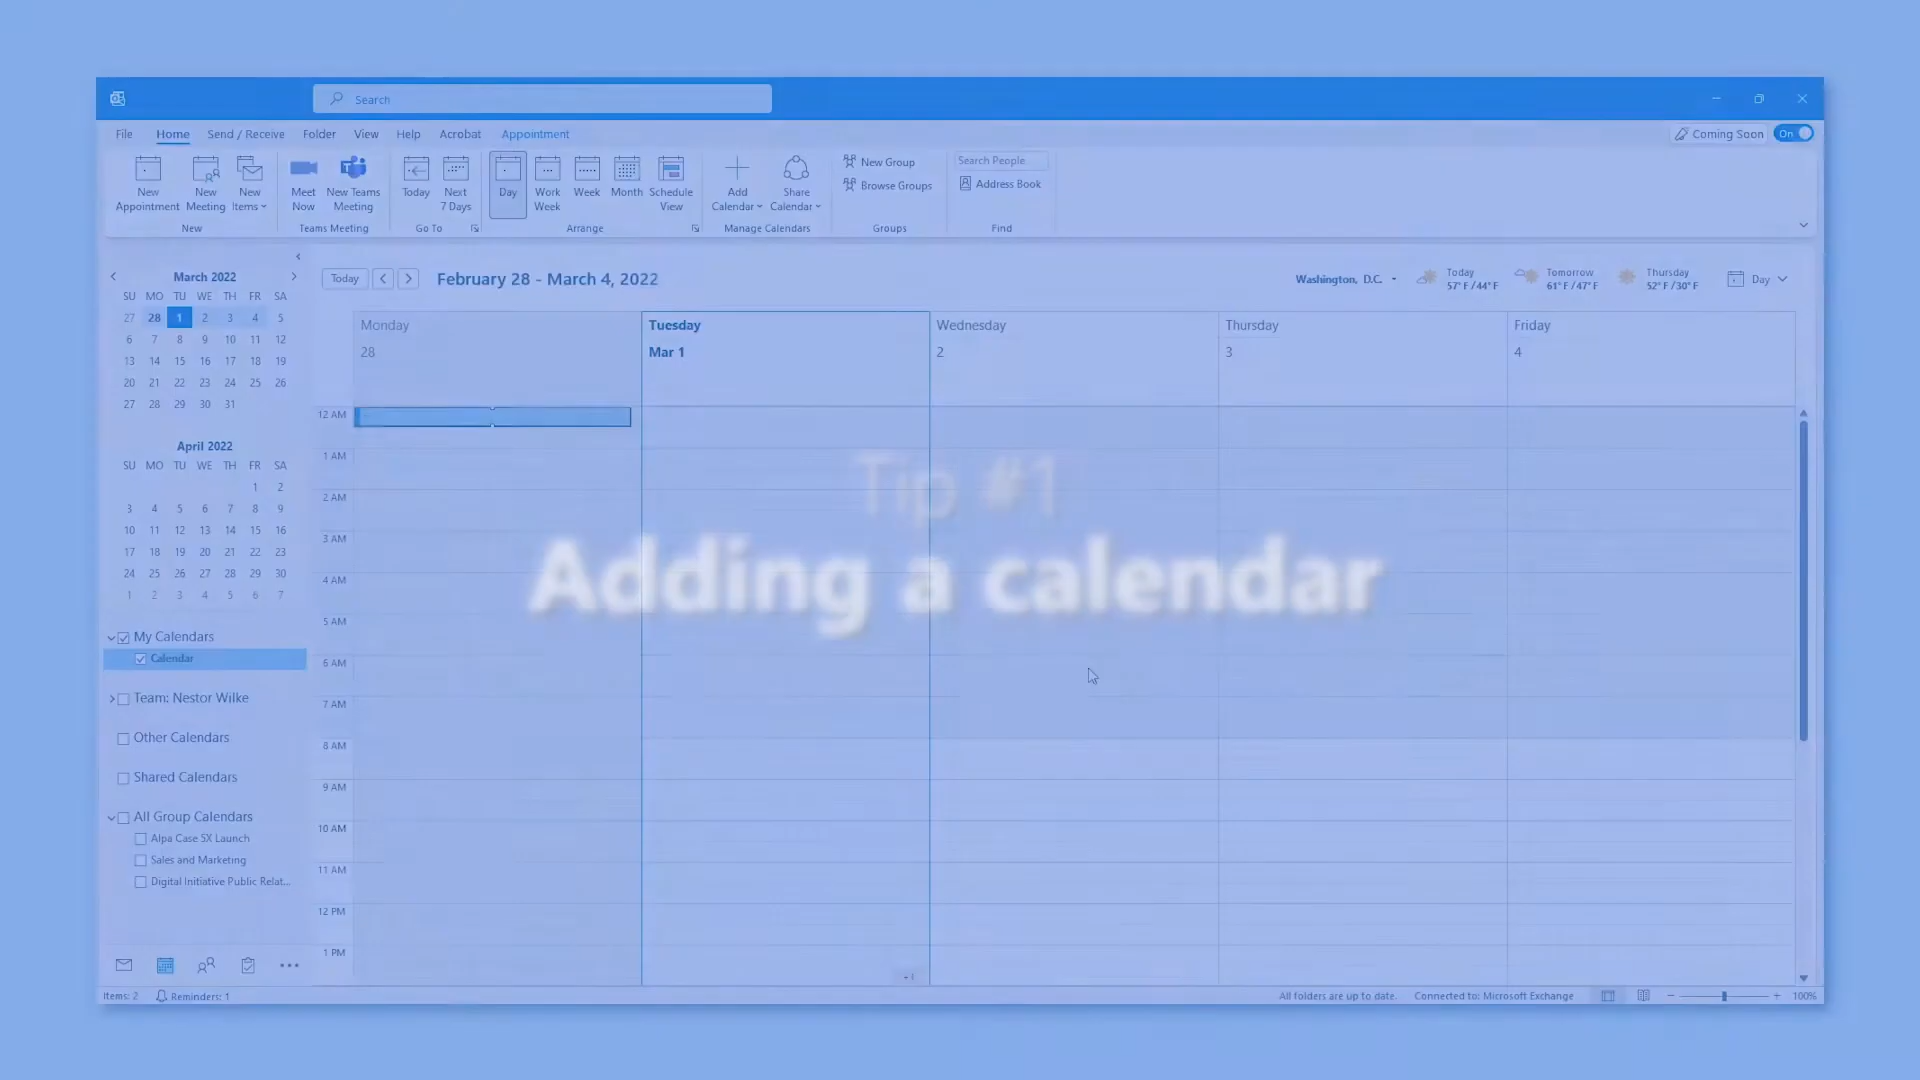 Search
File Home Send / Receive Folder View Help Acrobat Appointment Coming Soon On
New Appointment
New Meeting
New Items
New
Meet Now
New Teams Meeting
Teams Meeting
Today
Next 7 Days
Go To
Day
Work Week
Week
Month
Schedule View
Arrange
Add Calendar
Share Calendar
Manage Calendars
New Group
Browse Groups
Groups
Search People
Address Book
Find
March 2022
SU MO TU WE TH FR SA
27 28 1 2 3 4 5
6 7 8 9 10 11 12
13 14 15 16 17 18 19
20 21 22 23 24 25 26
27 28 29 30 31
April 2022
SU MO TU WE TH FR SA
1 2
3 4 5 6 7 8 9
10 11 12 13 14 15 16
17 18 19 20 21 22 23
24 25 26 27 28 29 30
1 2 3 4 5 6 7
My Calendars
Calendar
Team: Nestor Wilke
Other Calendars
Shared Calendars
All Group Calendars
Alpa Case 5X Launch
Sales and Marketing
Digital Initiative Public Relat...
Today February 28 - March 4, 2022
Washington, D.C.
Today
57° F / 44° F
Tomorrow
61° F / 47° F
Thursday
52° F / 30° F
Day
Monday Tuesday Wednesday Thursday Friday
28 Mar 1 2 3 4
12 AM
1 AM
2 AM
3 AM
4 AM
5 AM
6 AM
7 AM
8 AM
9 AM
10 AM
11 AM
12 PM
1 PM
Tip #1
Adding a calendar
Items: 2 Reminders: 1 All folders are up to date. Connected to: Microsoft Exchange 100%